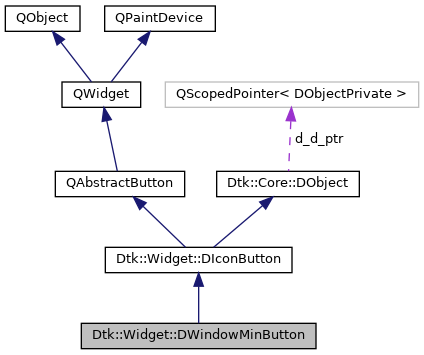 QObject
QPaintDevice
QWidget
QScopedPointer< DObjectPrivate >
d_d_ptr
QAbstractButton
Dtk::Core::DObject
Dtk::Widget::DIconButton
Dtk::Widget::DWindowMinButton